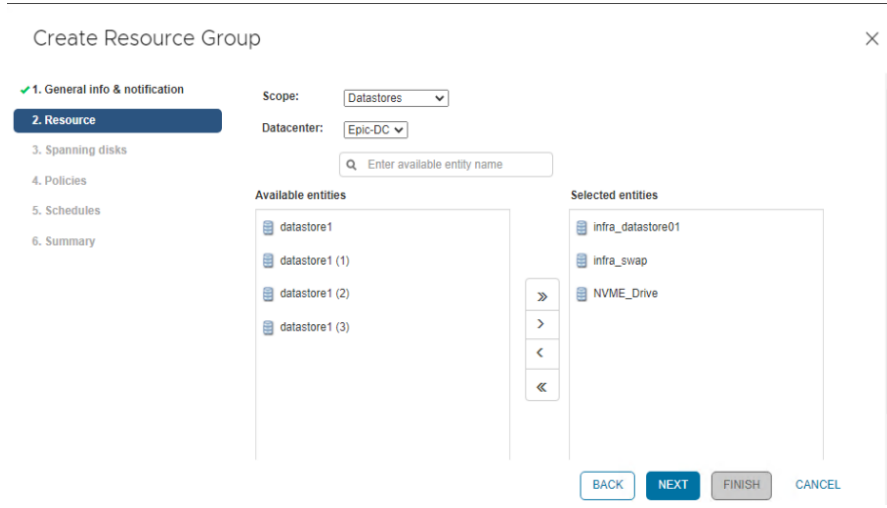 Create Resource Group
1. General info & notification
2. Resource
3. Spanning disks
4. Policies
5. Schedules
6. Summary
Scope: Datastores
Datacenter: Epic-DC
Enter available entity name
Available entities
datastore1
datastore1 (1)
datastore1 (2)
datastore1 (3)
Selected entities
infra_datastore01
infra_swap
NVME_Drive
BACK NEXT FINISH CANCEL